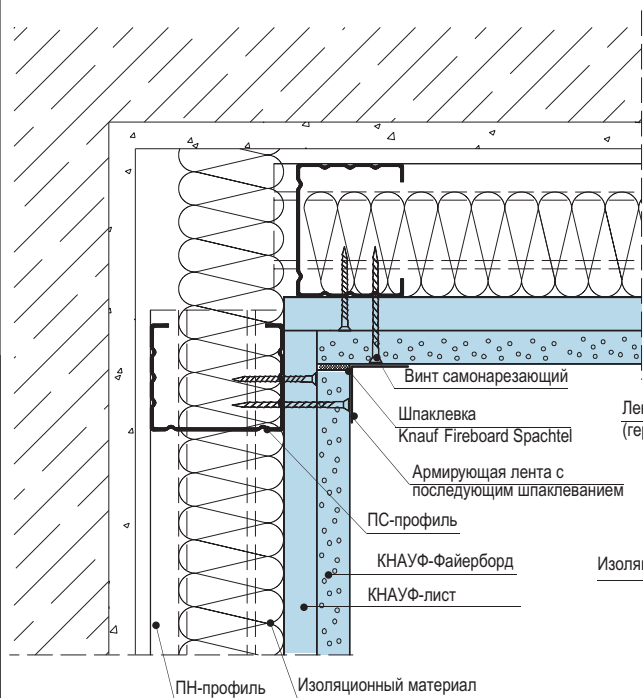 Винт самонарезающий
Шпаклевка
Knauf Fireboard Spachtel
Армирующая лента с
последующим шпаклеванием
ПС-профиль
КНАУФ-Файерборд
КНАУФ-лист
ПН-профиль
Изоляционный материал